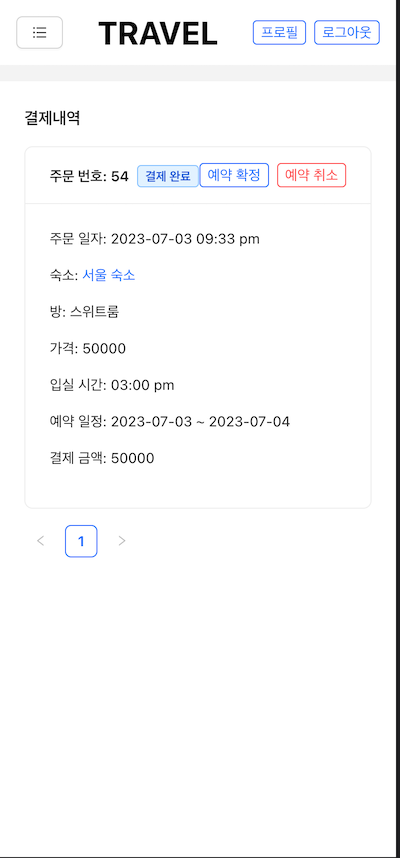 TRAVEL 프로필 로그아웃
결제내역
주문 번호: 54 결제 완료 예약 확정 예약 취소
주문 일자: 2023-07-03 09:33 pm
숙소: 서울 숙소
방: 스위트룸
가격: 50000
입실 시간: 03:00 pm
예약 일정: 2023-07-03 ~ 2023-07-04
결제 금액: 50000
< 1 >